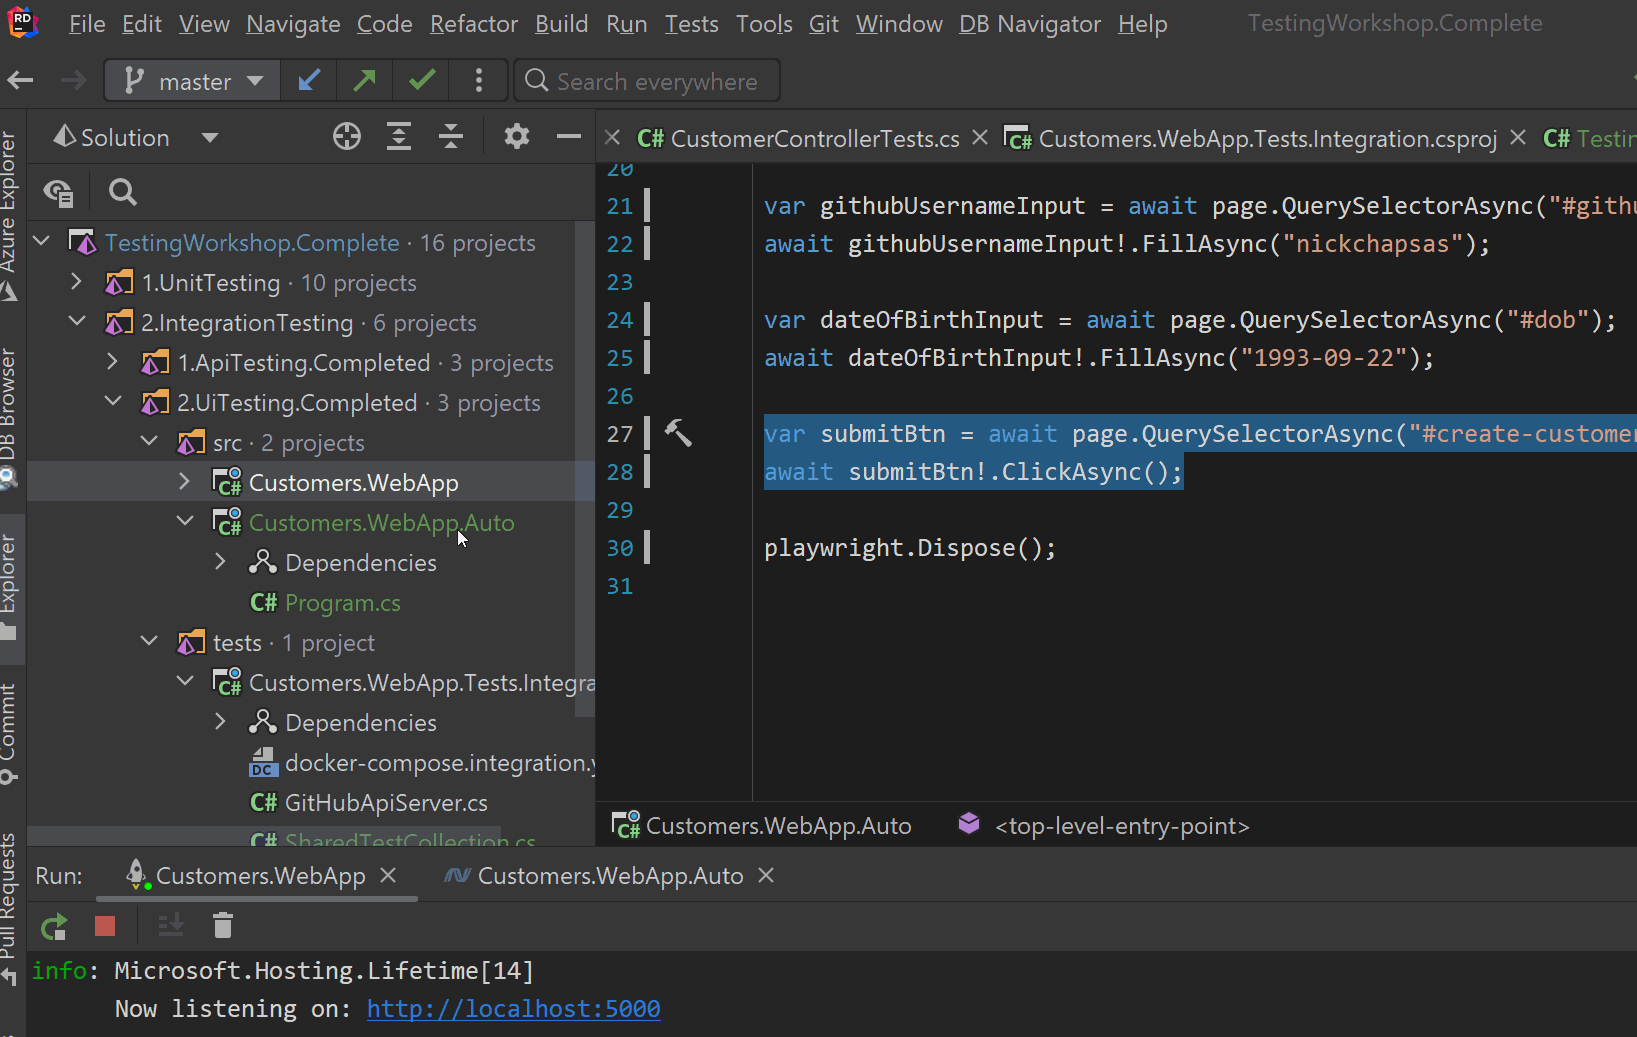 RD File Edit View Navigate Code Refactor Build Run Tests Tools Git Window DB Navigator Help TestingWorkshop.Complete
master Search everywhere
Solution
C# CustomerControllerTests.cs C# Customers.WebApp.Tests.Integration.csproj C#
Azure Explorer
DB Browser
Explorer
Commit
Pull Requests
TestingWorkshop.Complete · 16 projects
1.UnitTesting · 10 projects
2.IntegrationTesting · 6 projects
1.ApiTesting.Completed · 3 projects
2.UiTesting.Completed · 3 projects
src · 2 projects
C# Customers.WebApp
C# Customers.WebApp.Auto
Dependencies
C# Program.cs
tests · 1 project
C# Customers.WebApp.Tests.Integra
Dependencies
DC docker-compose.integration.
C# GitHubApiServer.cs
C# SharedTestCollection.cs
20
21 var githubUsernameInput = await page.QuerySelectorAsync("#githu
22 await githubUsernameInput!.FillAsync("nickchapsas");
23
24 var dateOfBirthInput = await page.QuerySelectorAsync("#dob");
25 await dateOfBirthInput!.FillAsync("1993-09-22");
26
27 var submitBtn = await page.QuerySelectorAsync("#create-customer
28 await submitBtn!.ClickAsync();
29
30 playwright.Dispose();
31
C# Customers.WebApp.Auto <top-level-entry-point>
Run: Customers.WebApp Customers.WebApp.Auto
info: Microsoft.Hosting.Lifetime[14]
Now listening on: http://localhost:5000